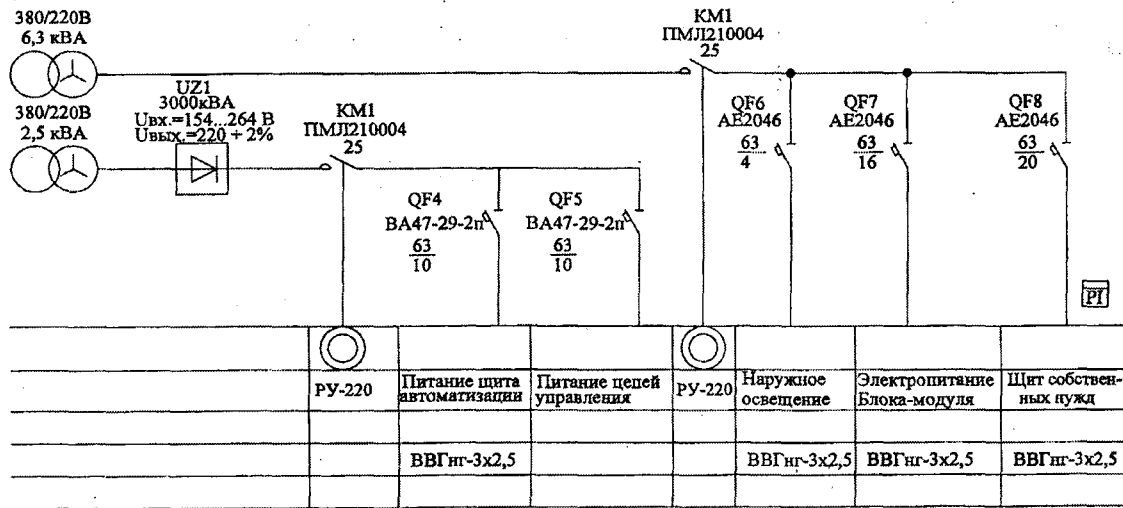 380/220В
6,3 кВА
380/220В
2,5 кВА
UZ1
3000кВА
Uвх.=154...264 В
Uвых.=220 + 2%
КМ1
ПМЛ210004
25
КМ1
ПМЛ210004
25
QF4
ВА47-29-2п
63
10
QF5
ВА47-29-2п
63
10
QF6
АЕ2046
63
4
QF7
АЕ2046
63
16
QF8
АЕ2046
63
20
PI
РУ-220
Питание щита
автоматизации
Питание цепей
управления
РУ-220
Наружное
освещение
Электропитание
Блока-модуля
Щит собствен-
ных нужд
ВВГнг-3х2,5
ВВГнг-3х2,5
ВВГнг-3х2,5
ВВГнг-3х2,5